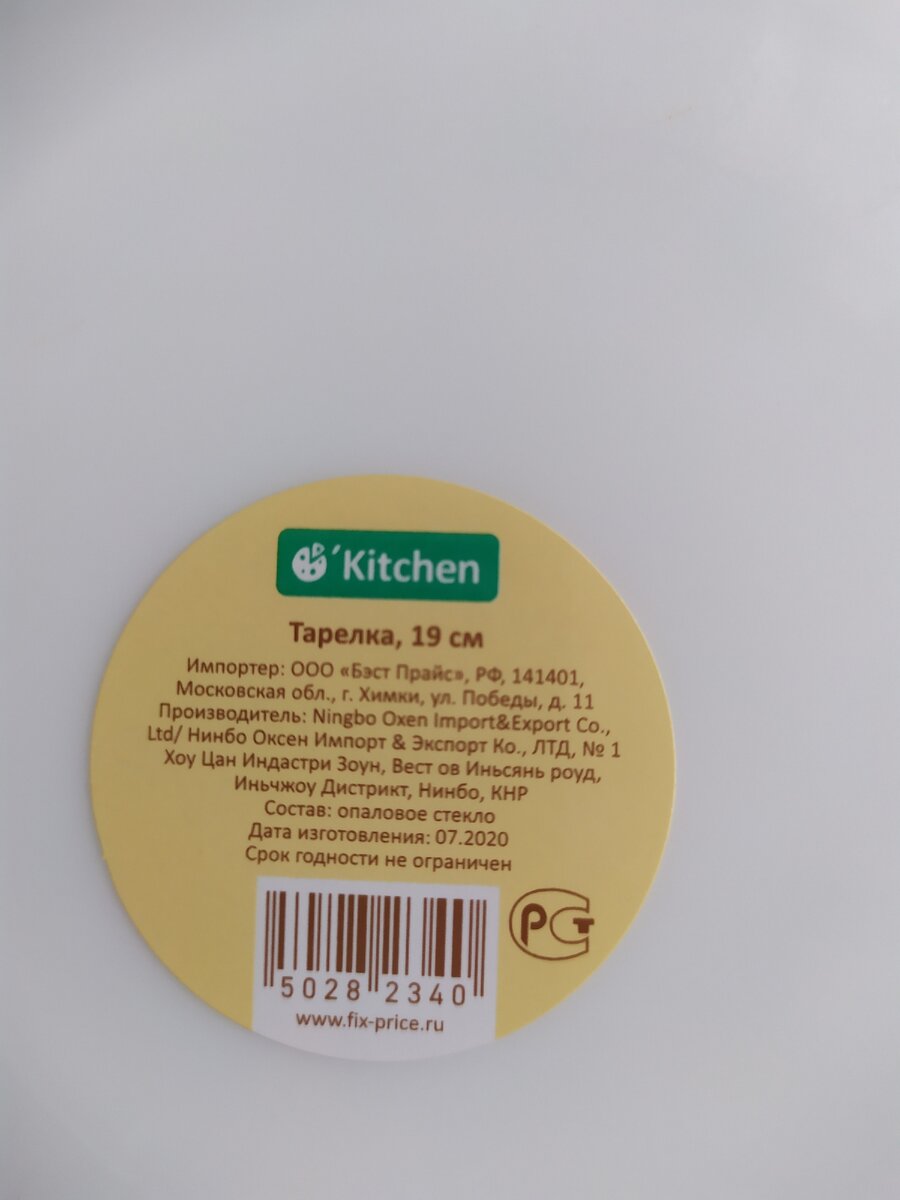 'Kitchen
Тарелка, 19 см
Импортер: ООО «Бэст Прайс», РФ, 141401,
Московская обл., г. Химки, ул. Победы, д. 11
Производитель: Ningbo Oxen Import&Export Co.,
Ltd/ Нинбо Оксен Импорт & Экспорт Ко., ЛТД, № 1
Хоу Цан Индастри Зоун, Вест ов Иньсянь роуд,
Иньчжоу Дистрикт, Нинбо, КНР
Состав: опаловое стекло
Дата изготовления: 07.2020
Срок годности не ограничен
РСТ
5028 2340
www.fix-price.ru